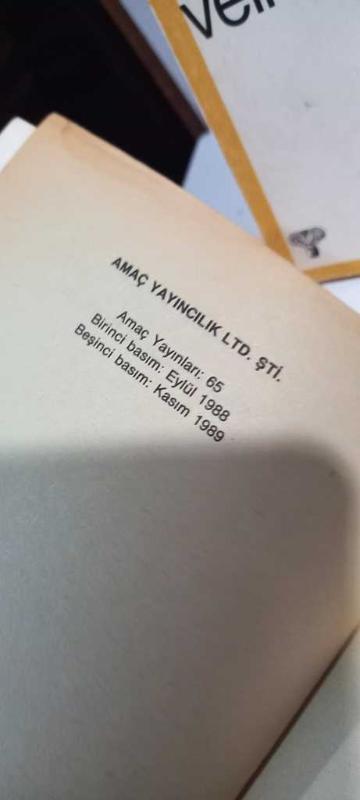 AMAÇ YAYINCILIK LTD. ŞTİ.
Amaç Yayınları: 65
Birinci basım: Eylül 1988
Beşinci basım: Kasım 1989